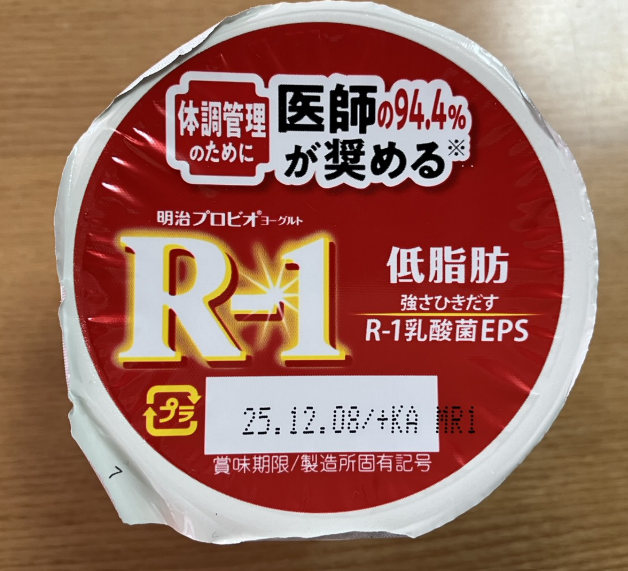 体調管理
のために
医師の94.4%
が奨める※
明治プロビオ®ヨーグルト
R-1
低脂肪
強さひきだす
R-1乳酸菌EPS
プラ
25.12.08/+KA MR1
賞味期限/製造所固有記号
7